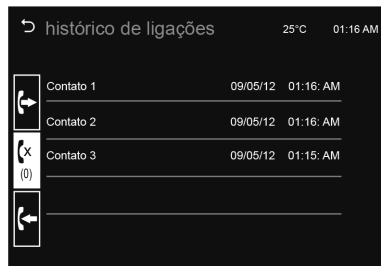 histórico de ligações 25°C 01:16 AM
Contato 1 09/05/12 01:16: AM
Contato 2 09/05/12 01:16: AM
x
Contato 3 09/05/12 01:15: AM
(0)